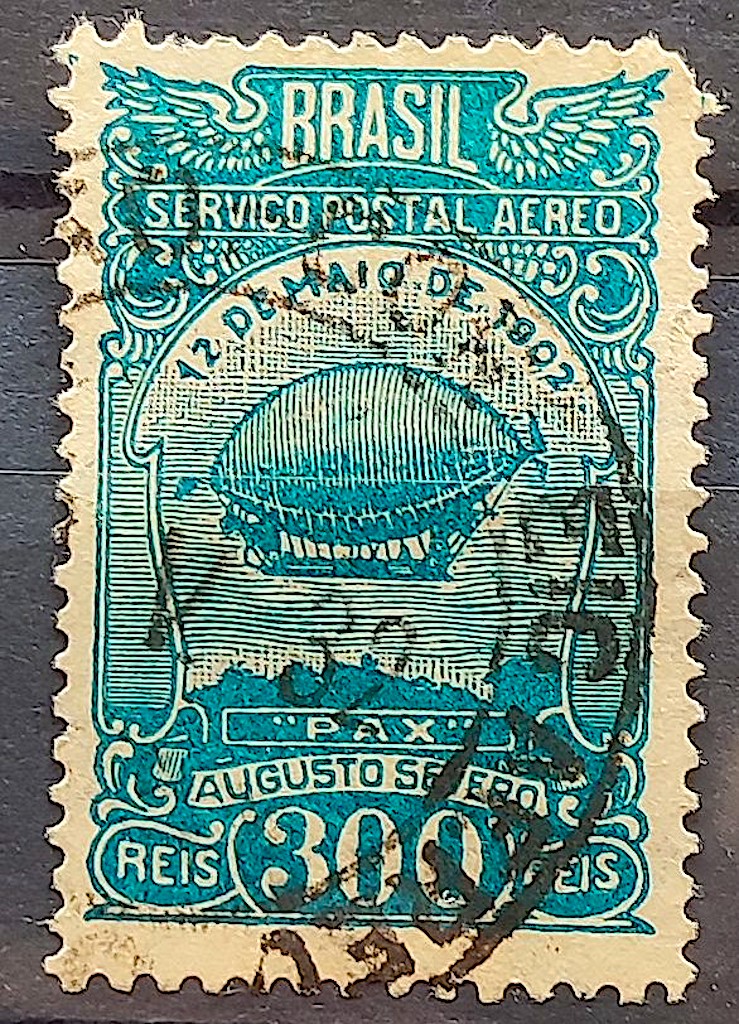 BRASIL
SERVIÇO POSTAL AEREO
12 DE MAIO DE 1902
"PAX"
AUGUSTO SEVERO
REIS 300 REIS